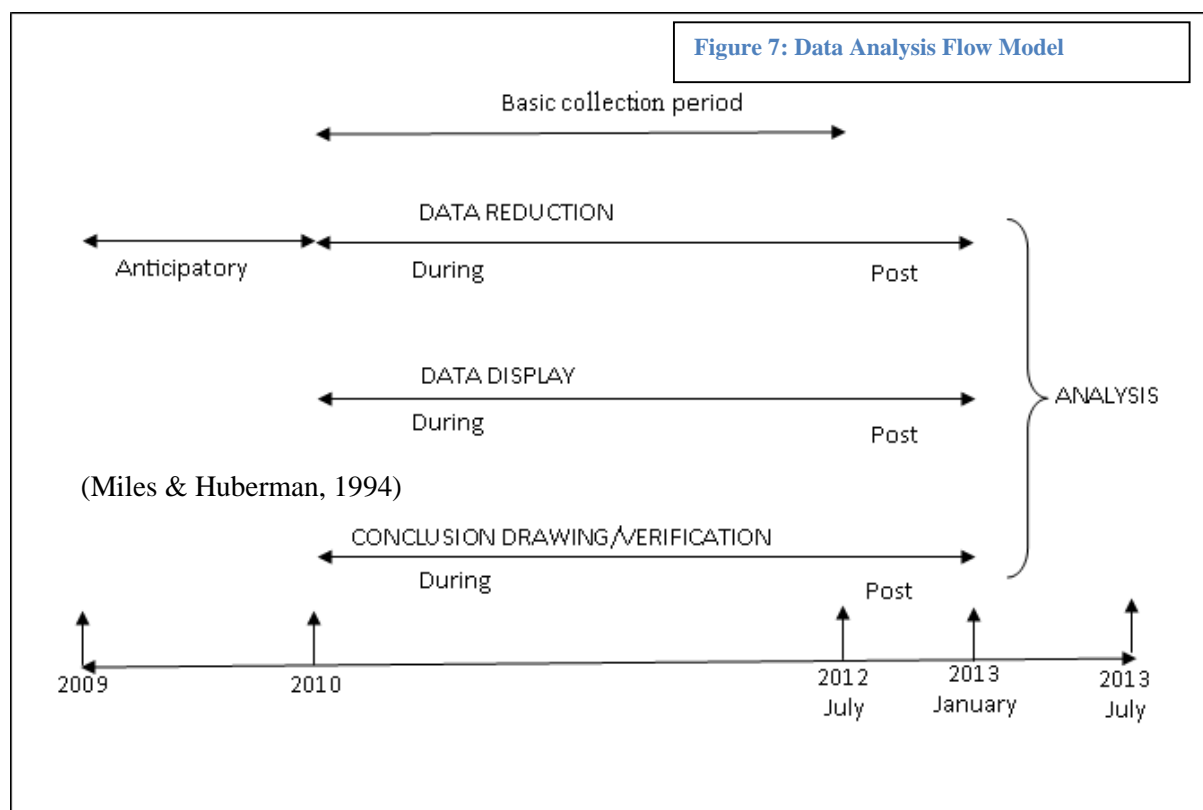 Figure 7: Data Analysis Flow Model
Basic collection period
DATA REDUCTION
Anticipatory
During
Post
DATA DISPLAY
During
Post
ANALYSIS
(Miles & Huberman, 1994)
CONCLUSION DRAWING/VERIFICATION
During
Post
2009
2010
2012
July
2013
January
2013
July